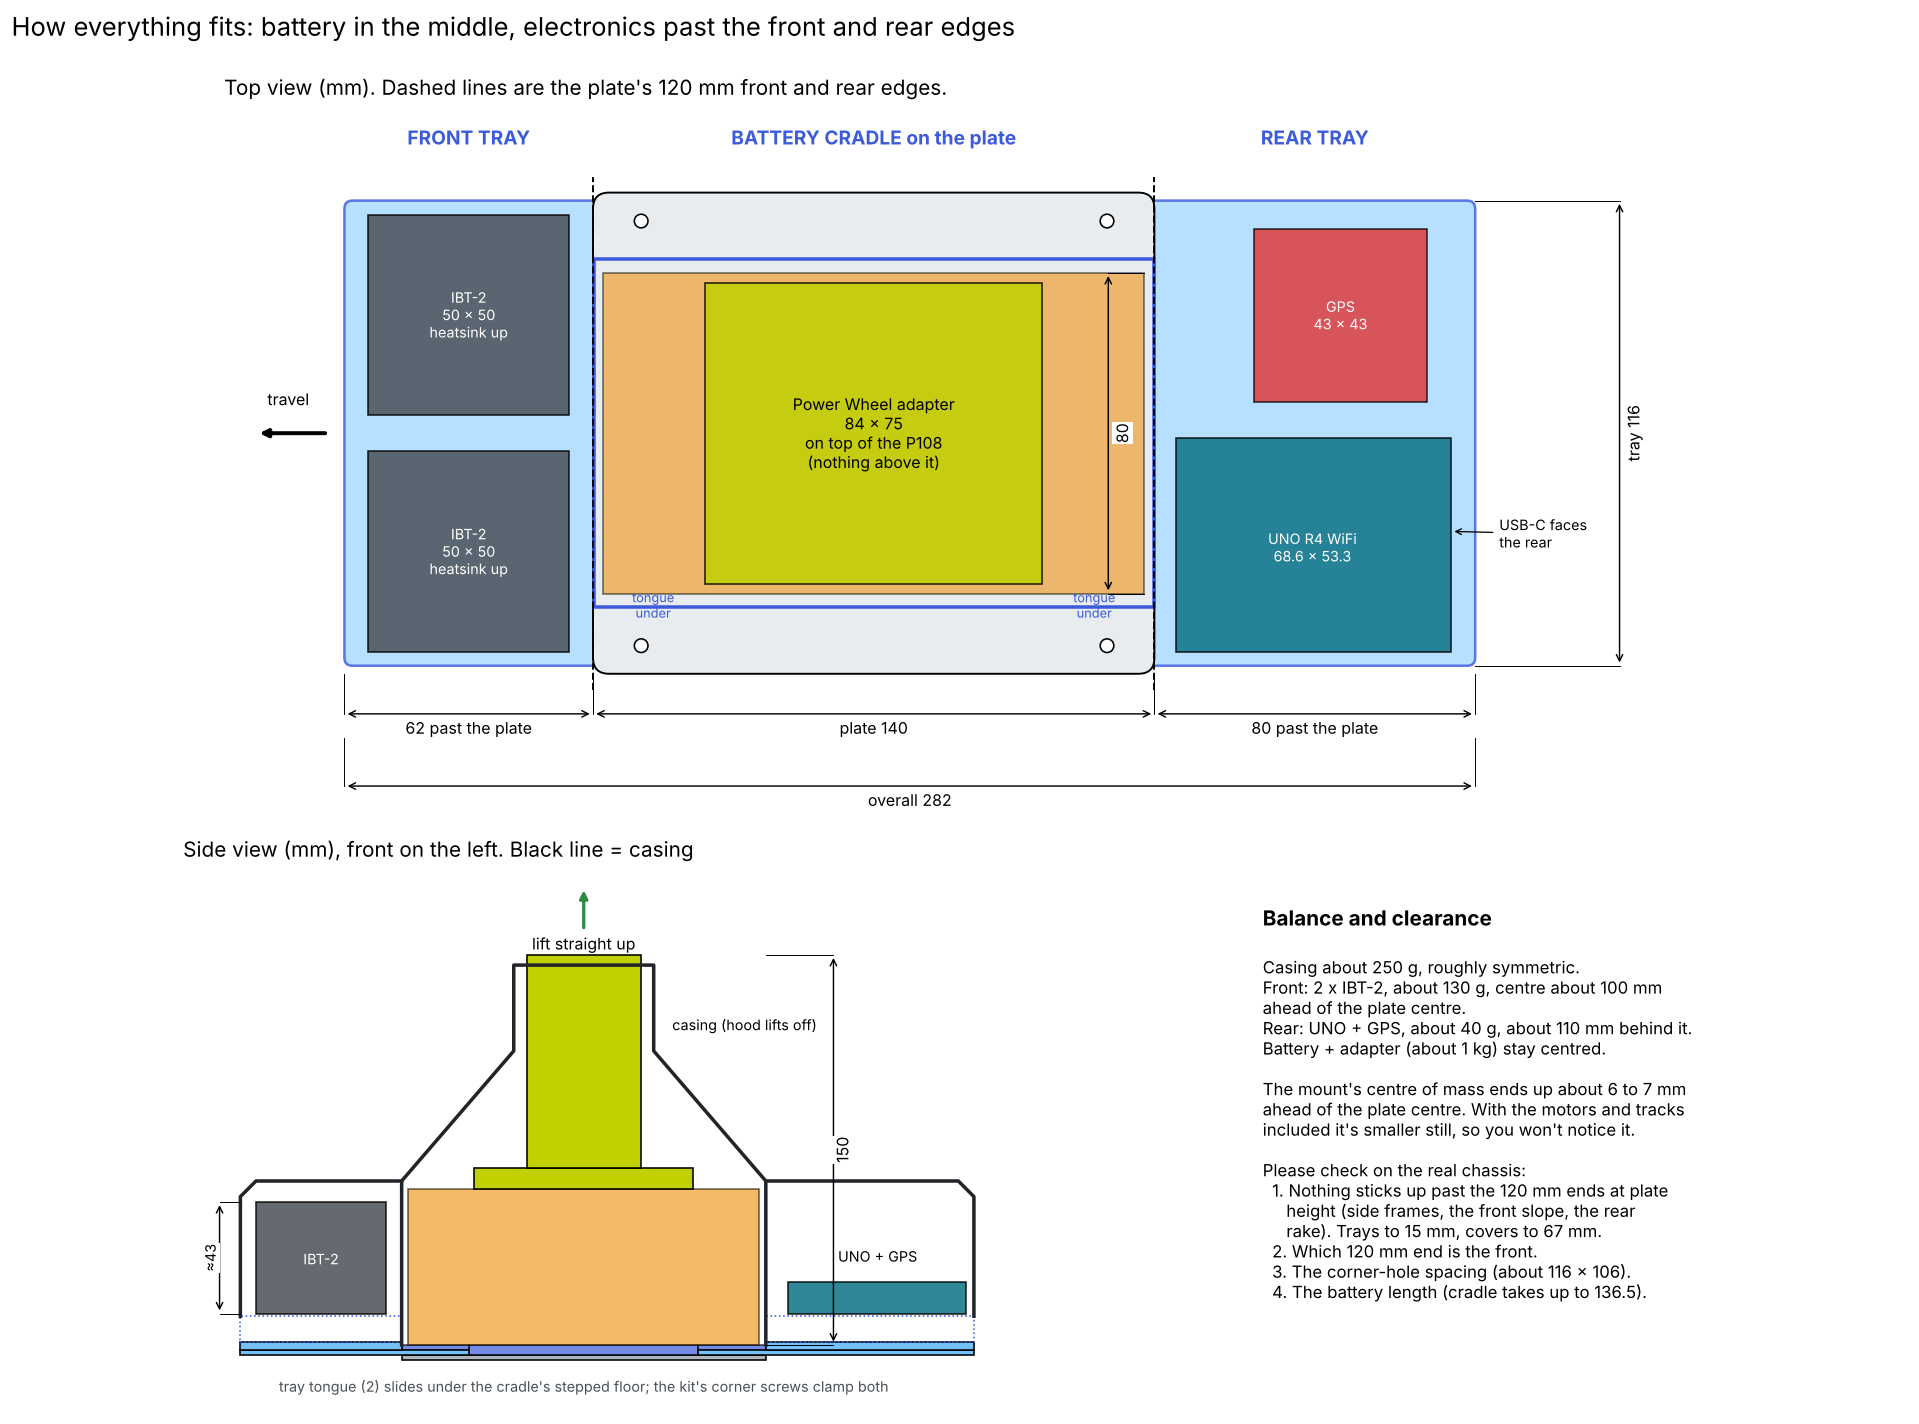 How everything fits: battery in the middle, electronics past the front and rear edges
Top view (mm). Dashed lines are the plate's 120 mm front and rear edges.
FRONT TRAY
BATTERY CRADLE on the plate
REAR TRAY
IBT-2
50 × 50
heatsink up
GPS
43 × 43
travel
Power Wheel adapter
84 × 75
on top of the P108
(nothing above it)
80
tray 116
IBT-2
50 × 50
heatsink up
UNO R4 WiFi
68.6 × 53.3
USB-C faces
the rear
tongue
under
tongue
under
62 past the plate
plate 140
80 past the plate
overall 282
Side view (mm), front on the left. Black line = casing
lift straight up
casing (hood lifts off)
150
≈43
IBT-2
UNO + GPS
tray tongue (2) slides under the cradle's stepped floor; the kit's corner screws clamp both
Balance and clearance
Casing about 250 g, roughly symmetric.
Front: 2 x IBT-2, about 130 g, centre about 100 mm
ahead of the plate centre.
Rear: UNO + GPS, about 40 g, about 110 mm behind it.
Battery + adapter (about 1 kg) stay centred.
The mount's centre of mass ends up about 6 to 7 mm
ahead of the plate centre. With the motors and tracks
included it's smaller still, so you won't notice it.
Please check on the real chassis:
1. Nothing sticks up past the 120 mm ends at plate
height (side frames, the front slope, the rear
rake). Trays to 15 mm, covers to 67 mm.
2. Which 120 mm end is the front.
3. The corner-hole spacing (about 116 × 106).
4. The battery length (cradle takes up to 136.5).